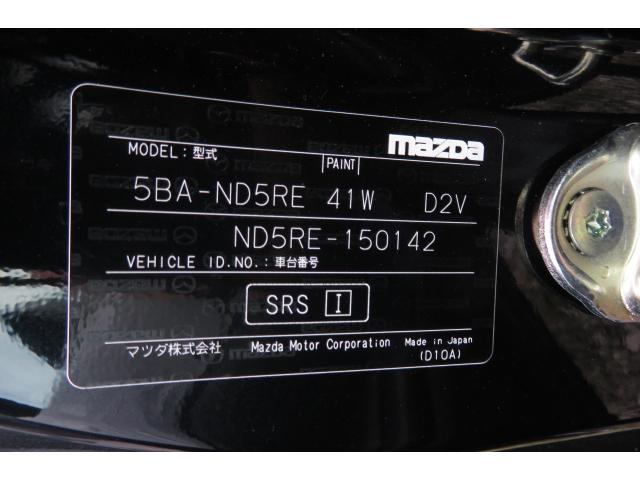 mazda
MODEL:型式 PAINT
5BA-ND5RE 41W D2V
ND5RE-150142
VEHICLE ID.NO.:車台番号
SRS I
マツダ株式会社 Mazda Motor Corporation Made in Japan
(D10A)